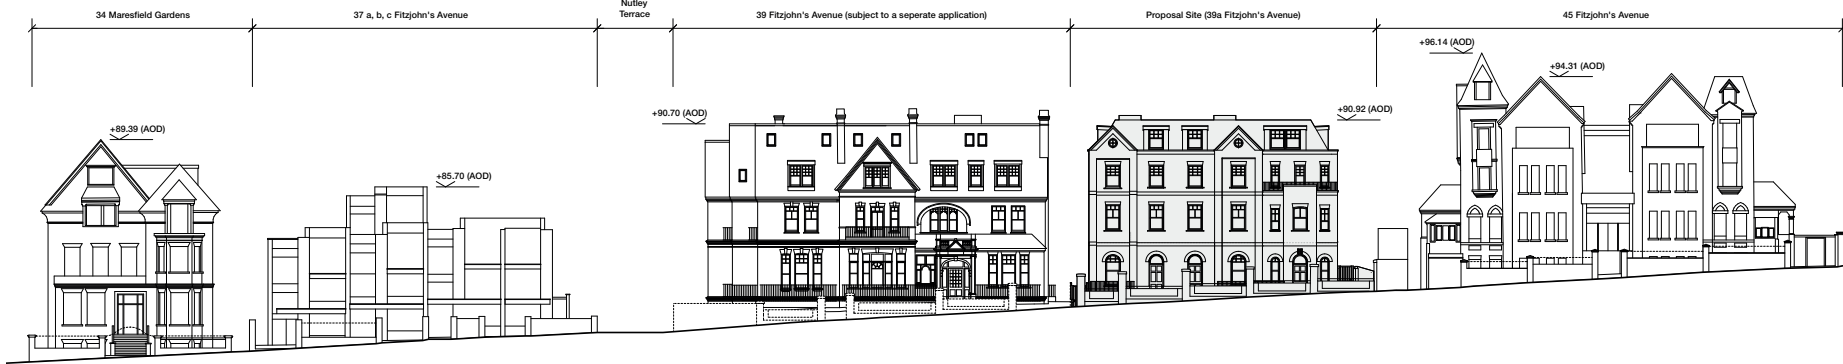 34 Maresfield Gardens
37 a, b, c Fitzjohn's Avenue
Nutley
Terrace
39 Fitzjohn's Avenue (subject to a seperate application)
Proposal Site (39a Fitzjohn's Avenue)
45 Fitzjohn's Avenue
+89.39 (AOD)
+85.70 (AOD)
+90.70 (AOD)
+90.92 (AOD)
+96.14 (AOD)
+94.31 (AOD)